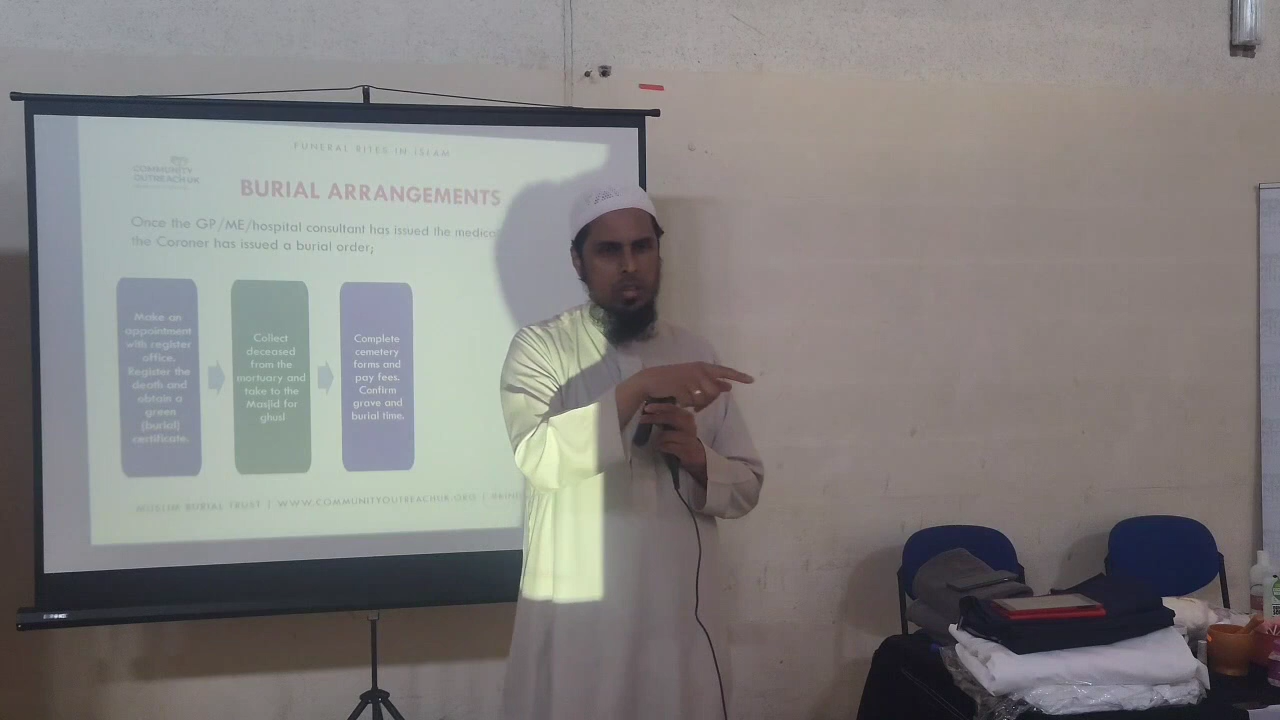 FUNERAL RITES IN ISLAM
COMMUNITY
OUTREACH UK
BURIAL ARRANGEMENTS
Once the GP/ME/hospital consultant has issued the medical
the Coroner has issued a burial order;
Make an
appointment
with register
office.
Register the
death and
obtain a
green
(burial)
certificate.
Collect
deceased
from the
mortuary and
take to the
Masjid for
ghusl
Complete
cemetery
forms and
pay fees.
Confirm
grave and
burial time.
MUSLIM BURIAL TRUST | WWW.COMMUNITYOUTREACHUK.ORG |